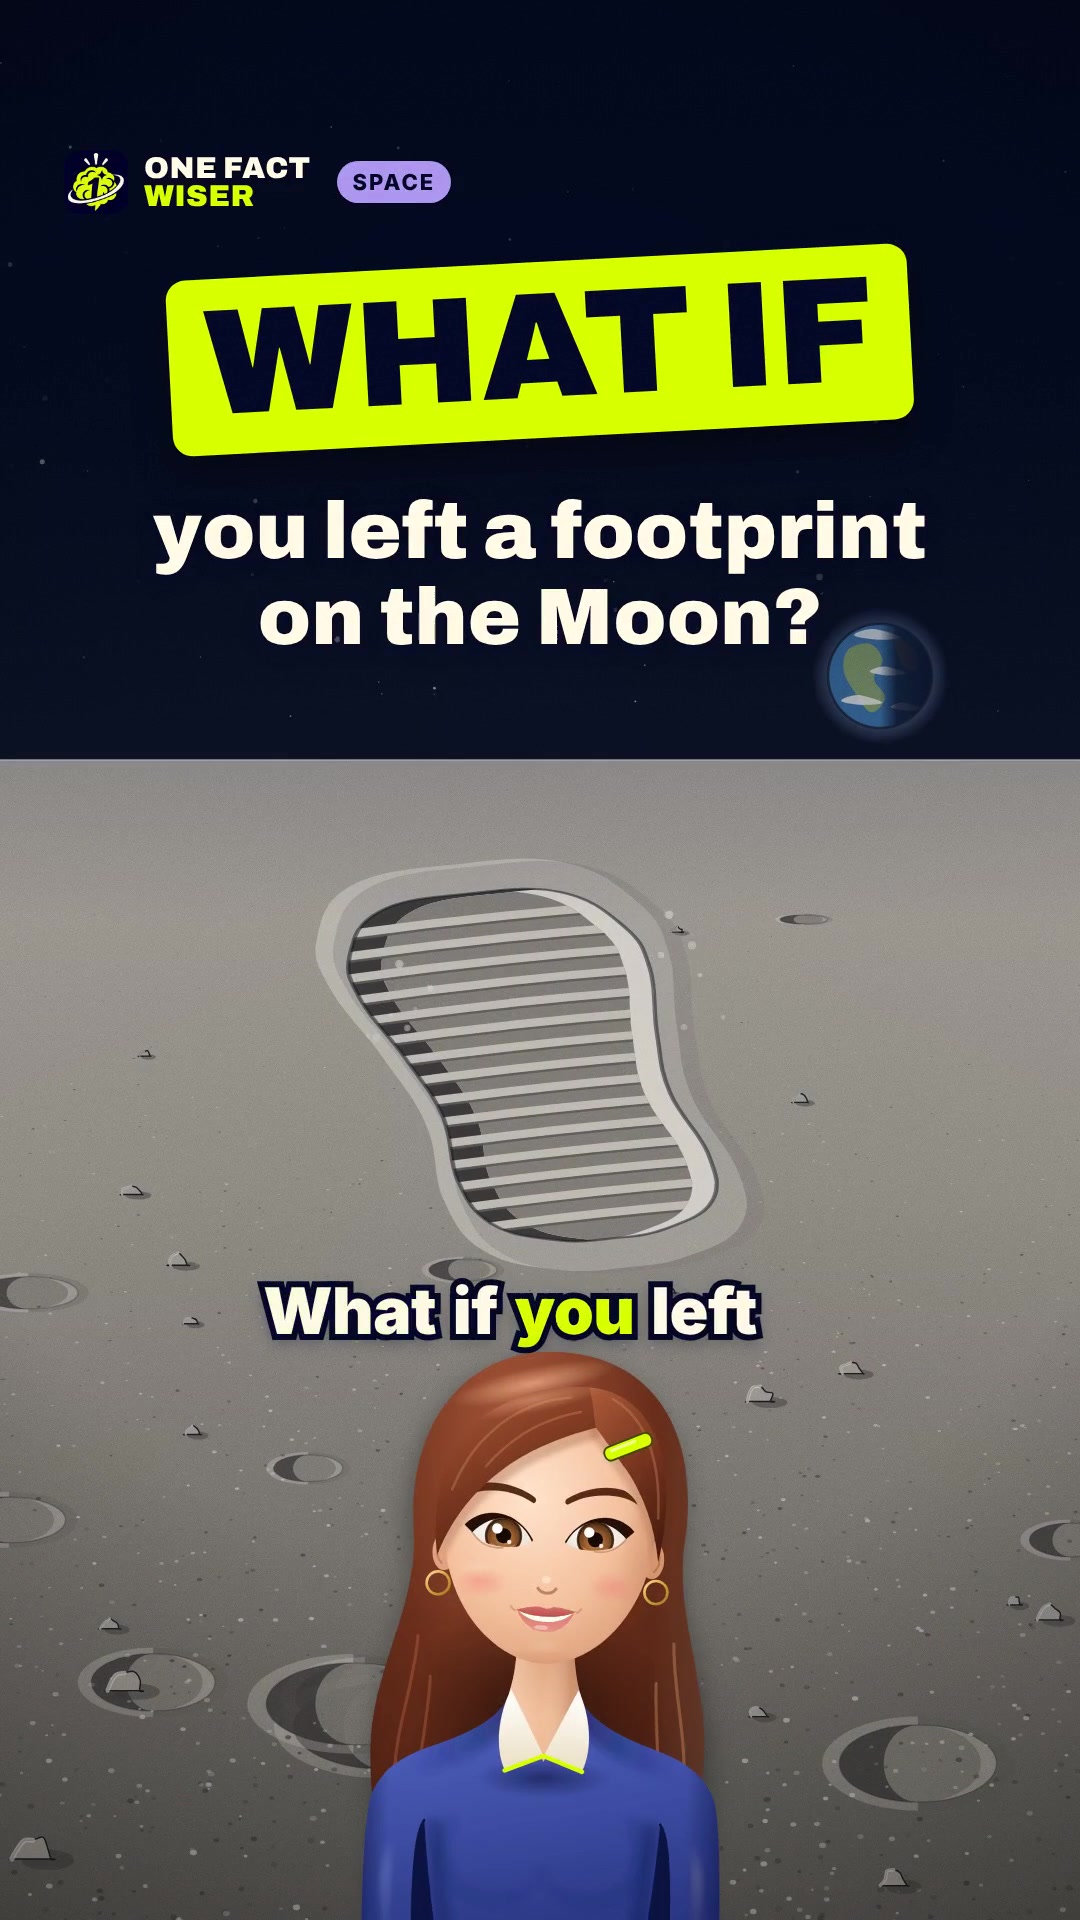 ONE FACT
WISER
SPACE
WHAT IF
you left a footprint
on the Moon?
What if you left